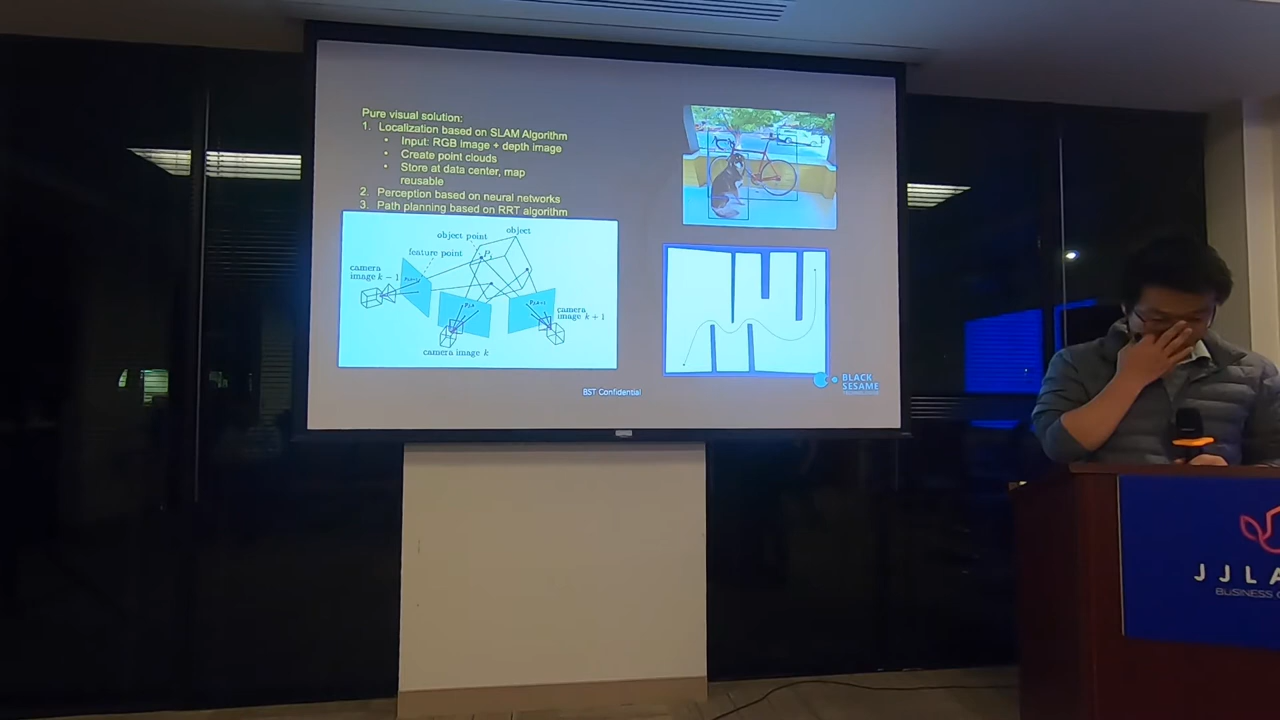 Pure visual solution:
1. Localization based on SLAM Algorithm
• Input: RGB image + depth image
• Create point clouds
• Store at data center, map
reusable
2. Perception based on neural networks
3. Path planning based on RRT algorithm
object point
object
feature point
camera
image k − 1
camera
image k + 1
camera image k
BST Confidential
BLACK
SESAME
JJLA
BUSINESS